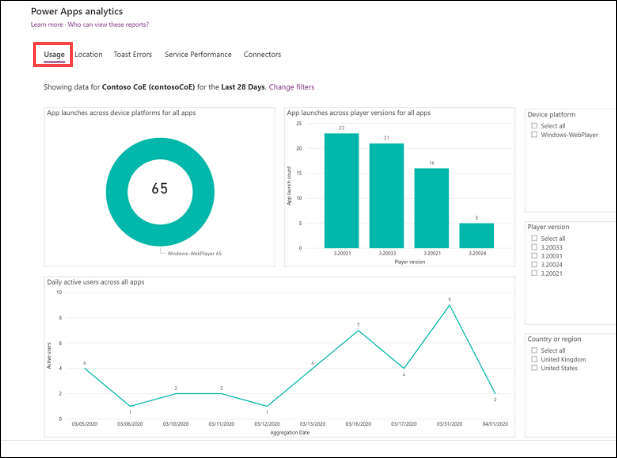 Power Apps analytics
Learn more · Who can view these reports?
Usage Location Toast Errors Service Performance Connectors
Showing data for Contoso CoE (contosoCoE) for the Last 28 Days. Change filters
App launches across device platforms for all apps
65
Windows-WebPlayer 65
App launches across player versions for all apps
25
20
15
10
5
0
App launch count
23
21
16
5
3.20031 3.20033 3.20021 3.20024
Player version
Device platform
Select all
Windows-WebPlayer
Player version
Select all
3.20033
3.20031
3.20024
3.20021
Country or region
Select all
United Kingdom
United States
Daily active users across all apps
10
8
6
4
2
0
Active users
4
1
2
2
1
4
7
4
9
2
03/05/2020 03/06/2020 03/10/2020 03/11/2020 03/12/2020 03/13/2020 03/16/2020 03/17/2020 03/31/2020 04/01/2020
Aggregation Date